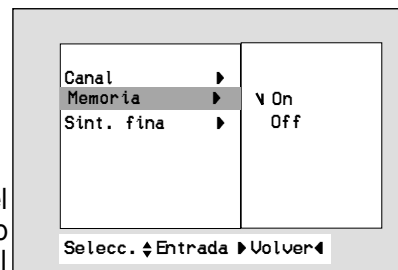 Canal
Memoria
On
Sint. fina
Off
Selecc. Entrada Volver